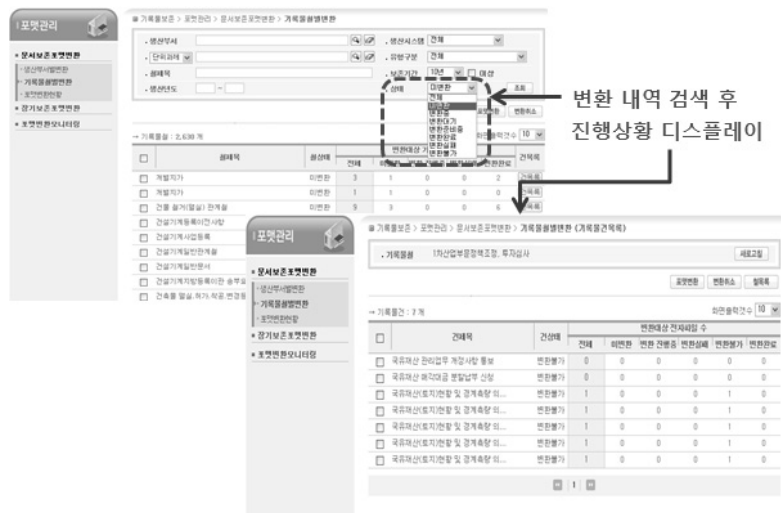 포맷관리
문서보존포맷변환
생산부서별변환
기록물철별변환
포맷변환현황
장기보존포맷변환
포맷변환모니터링
기록물보존 > 포맷관리 > 문서보존포맷변환 > 기록물철별변환
생산부서 생산시스템 전체
단위과제 유형구분 전체
철제목 보존기간 10년 이상
생산년도 ~ 상태 미변환 조회
전체
미변환
변환중
변환대기
변환준비중
변환완료
변환실패
변환불가
포맷변환 변환취소
변환 내역 검색 후
진행상황 디스플레이
기록물철 : 2,630 개 화면출력갯수 10
철제목 철상태 전체 변환완료 건목록
개별지가 미변환 3 1 0 0 2 건목록
개별지가 미변환 1 1 0 0 0 건목록
건물 철거(멸실) 관계철 미변환 9 3 0 0 6 건목록
건설기계등록이전사항
건설기계사업등록
건설기계일반관계철
건설기계일반문서
건설기계지방등록이관 송부요
건축물 멸실.허가.착공.변경등
포맷관리
문서보존포맷변환
생산부서별변환
기록물철별변환
포맷변환현황
장기보존포맷변환
포맷변환모니터링
기록물보존 > 포맷관리 > 문서보존포맷변환 > 기록물철별변환 (기록물건목록)
기록물철 1차산업부문정책조정, 투자심사 새로고침
포맷변환 변환취소 철목록
기록물건 : 7 개 화면출력갯수 10
건제목 건상태 변환대상 전자파일 수
전체 미변환 변환 진행중 변환실패 변환불가 변환완료
국유재산 관리업무 개정사항 통보 변환불가 0 0 0 0 0 0
국유재산 매각대금 분할납부 신청 변환불가 0 0 0 0 0 0
국유재산(토지)현황 및 경계측량 의... 변환불가 1 0 0 0 1 0
국유재산(토지)현황 및 경계측량 의... 변환불가 1 0 0 0 1 0
국유재산(토지)현황 및 경계측량 의... 변환불가 1 0 0 0 1 0
국유재산(토지)현황 및 경계측량 의... 변환불가 1 0 0 0 1 0
국유재산(토지)현황 및 경계측량 의... 변환불가 1 0 0 0 1 0
1